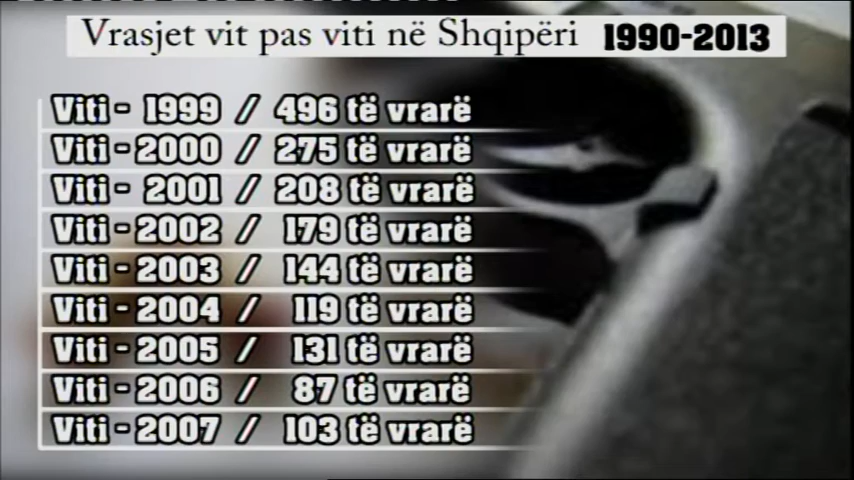 Vrasjet vit pas viti në Shqipëri 1990-2013
Viti - 1999 / 496 të vrarë
Viti - 2000 / 275 të vrarë
Viti - 2001 / 208 të vrarë
Viti - 2002 / 179 të vrarë
Viti - 2003 / 144 të vrarë
Viti - 2004 / 119 të vrarë
Viti - 2005 / 131 të vrarë
Viti - 2006 / 87 të vrarë
Viti - 2007 / 103 të vrarë